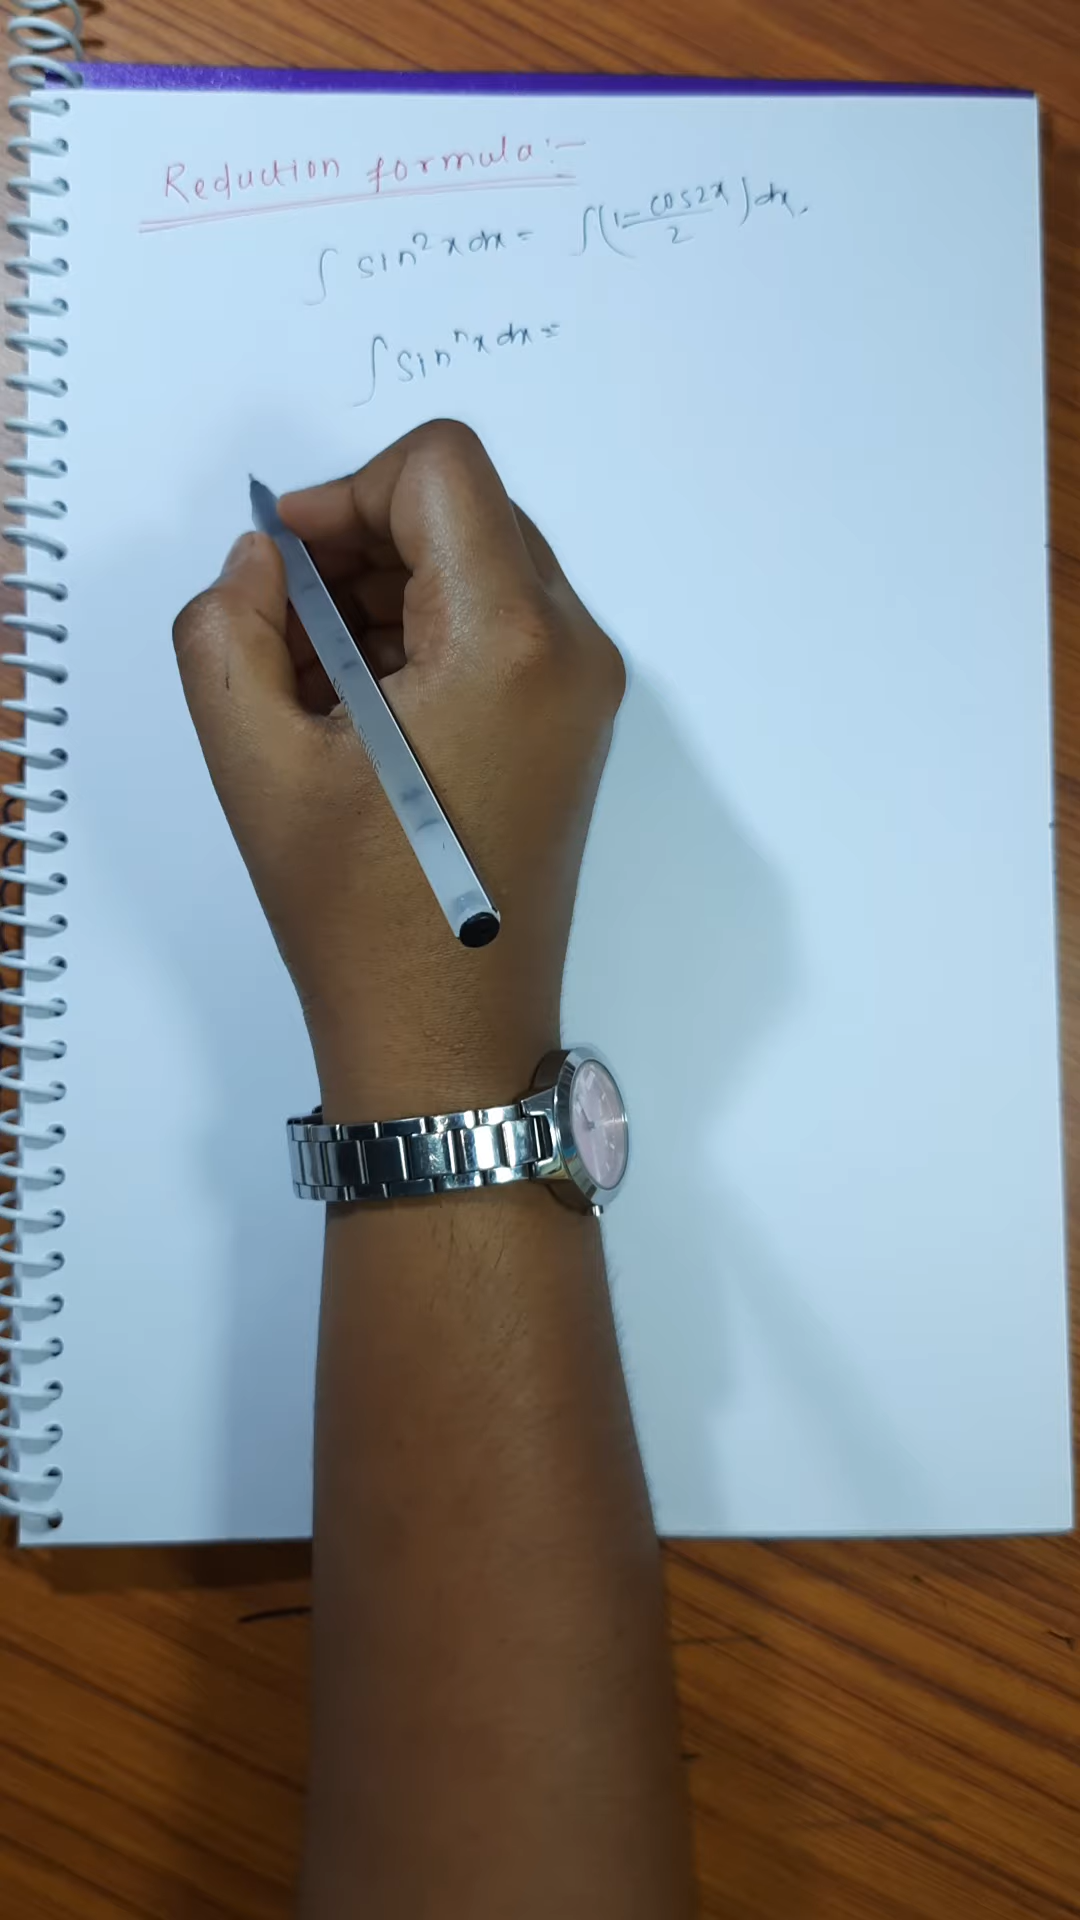 Reduction formula:-
∫ sin²x dx = ∫(1-cos2x/2)dx.
∫ sinⁿx dx =